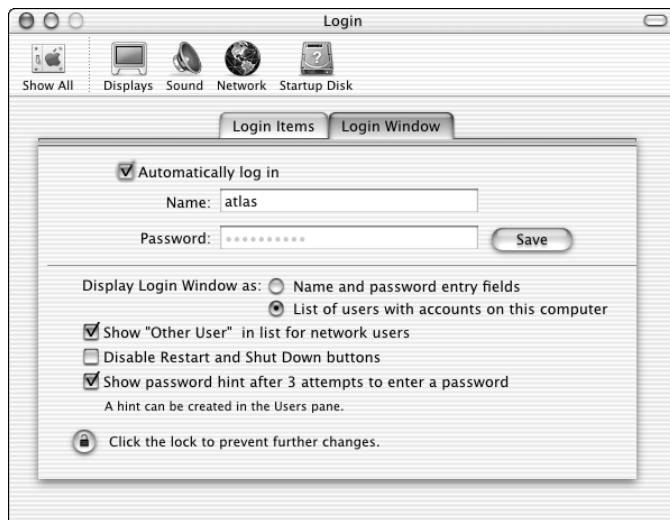 Login
Show All Displays Sound Network Startup Disk
Login Items Login Window
Automatically log in
Name: atlas
Password: ••••••••••
Save
Display Login Window as: Name and password entry fields
List of users with accounts on this computer
Show "Other User" in list for network users
Disable Restart and Shut Down buttons
Show password hint after 3 attempts to enter a password
A hint can be created in the Users pane.
Click the lock to prevent further changes.